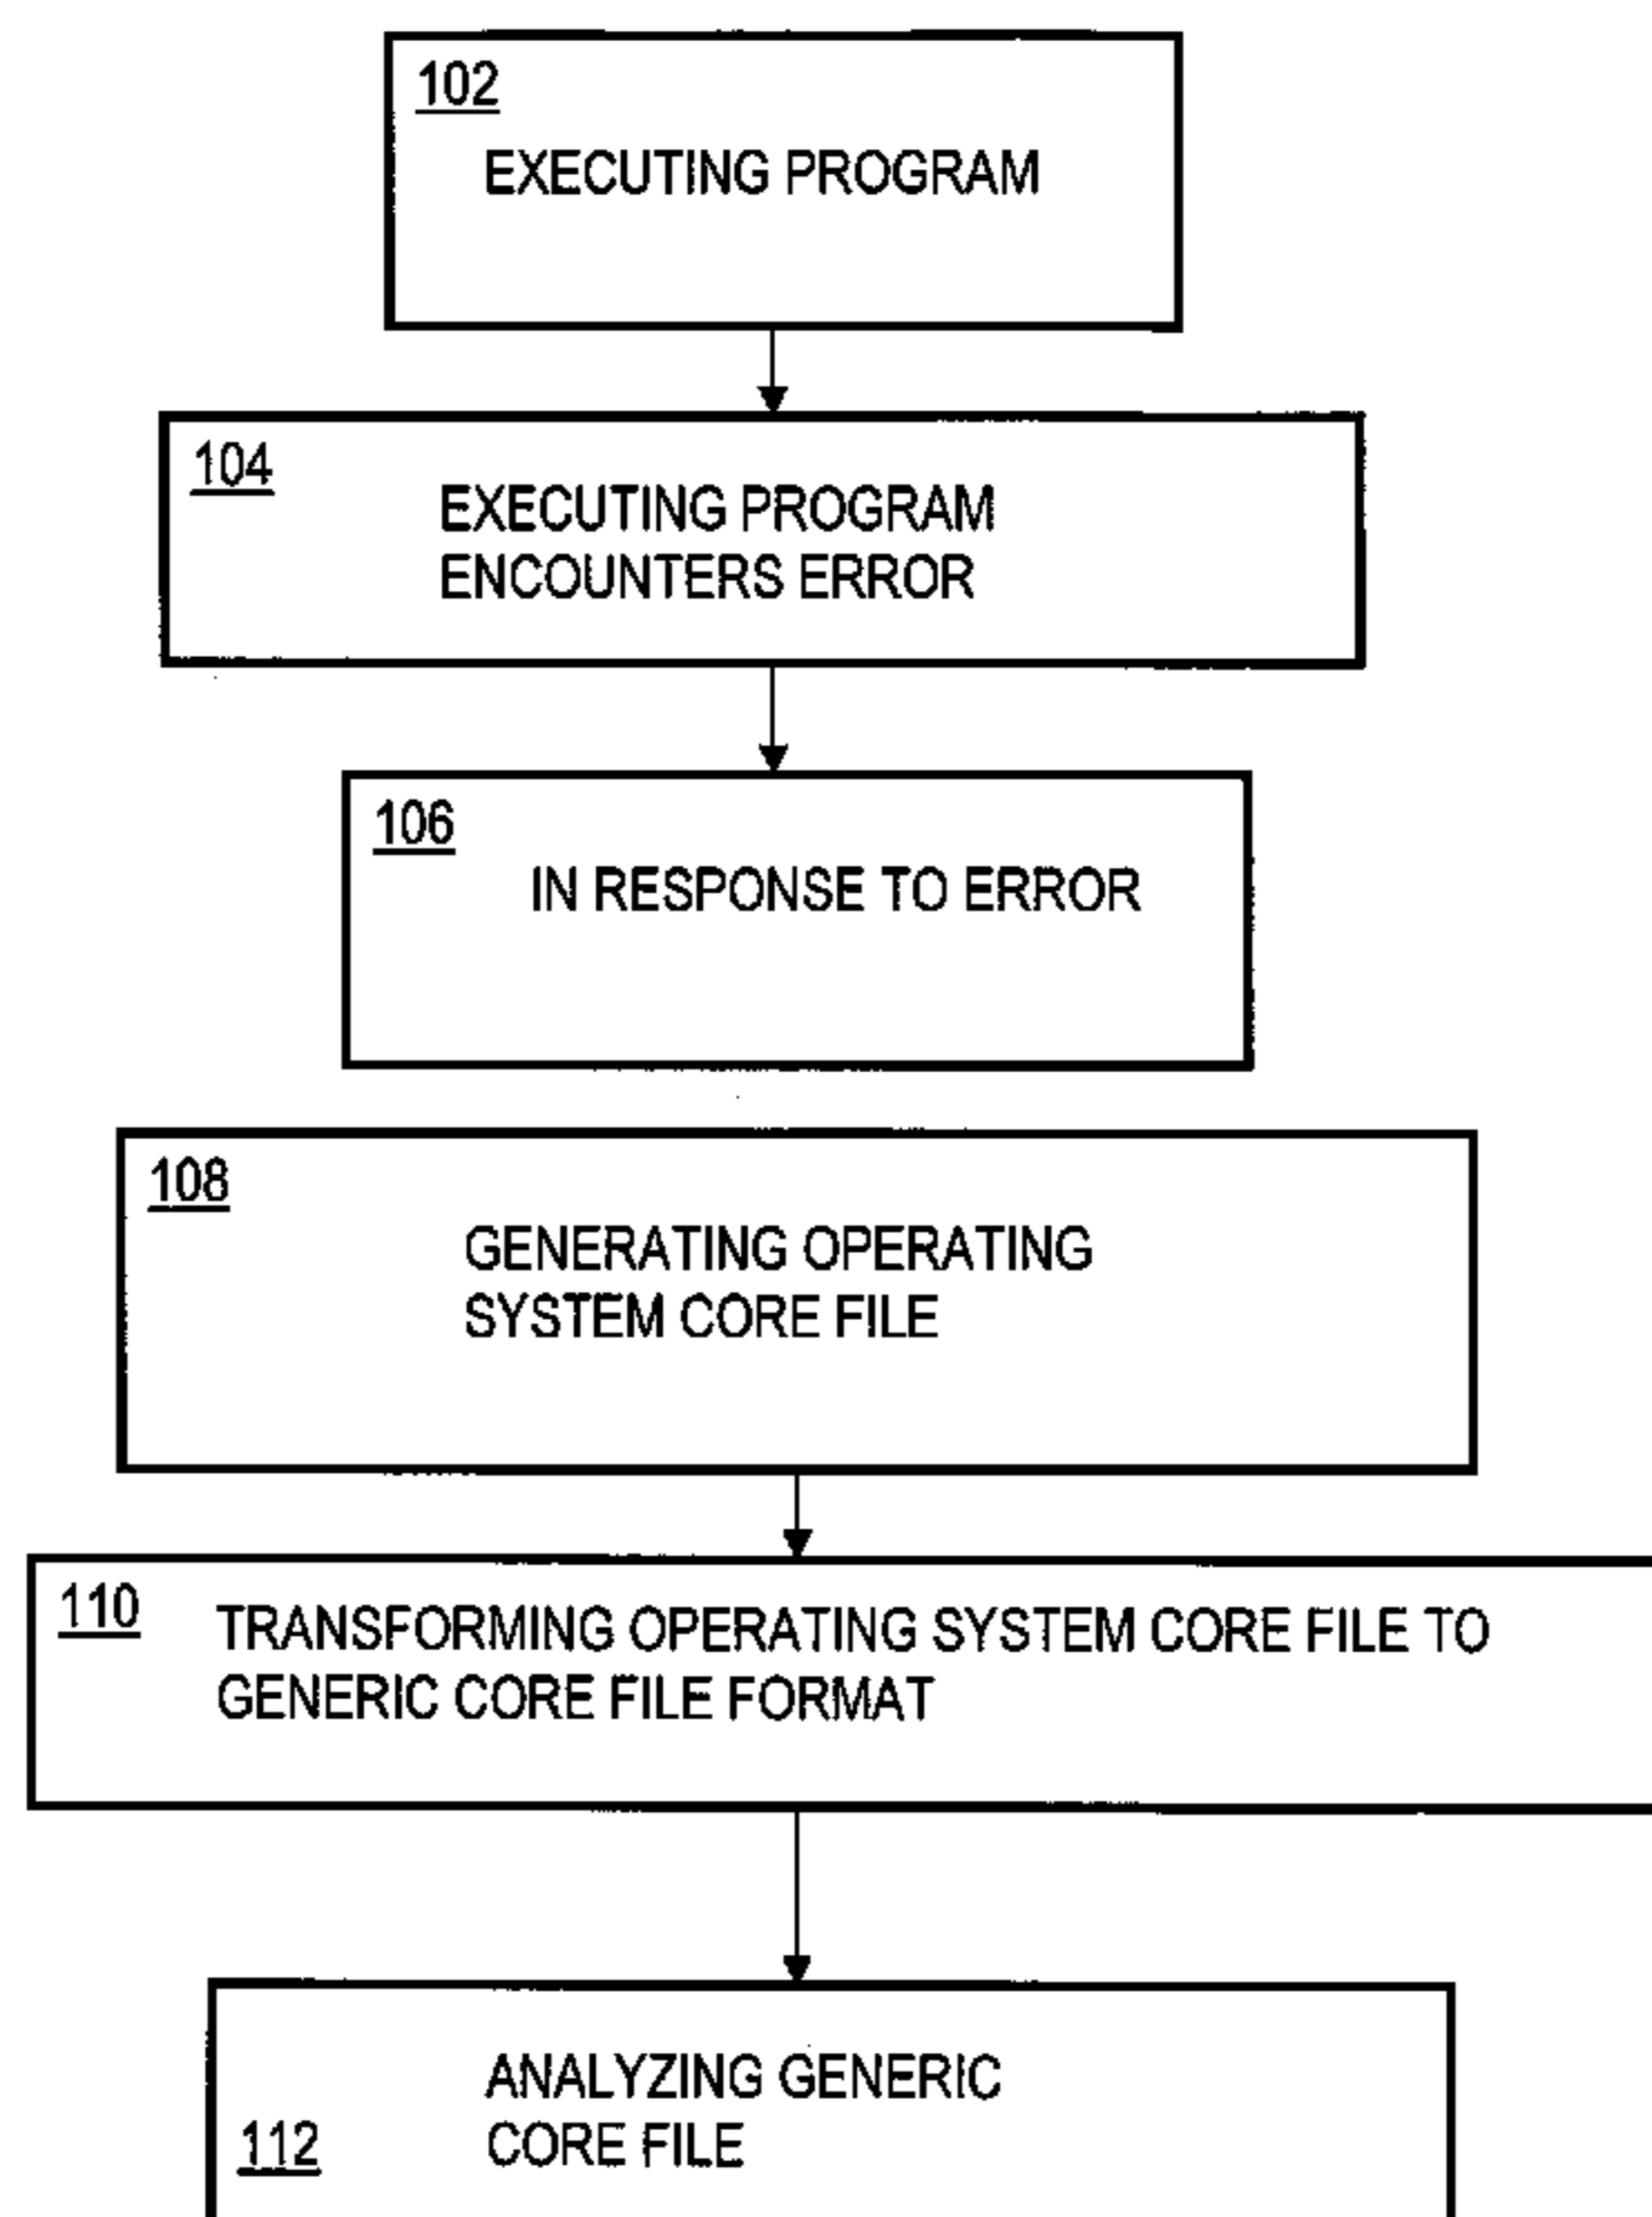 102
EXECUTING PROGRAM
104
EXECUTING PROGRAM
ENCOUNTERS ERROR
106
IN RESPONSE TO ERROR
108
GENERATING OPERATING
SYSTEM CORE FILE
110
TRANSFORMING OPERATING SYSTEM CORE FILE TO
GENERIC CORE FILE FORMAT
ANALYZING GENERIC
CORE FILE
112